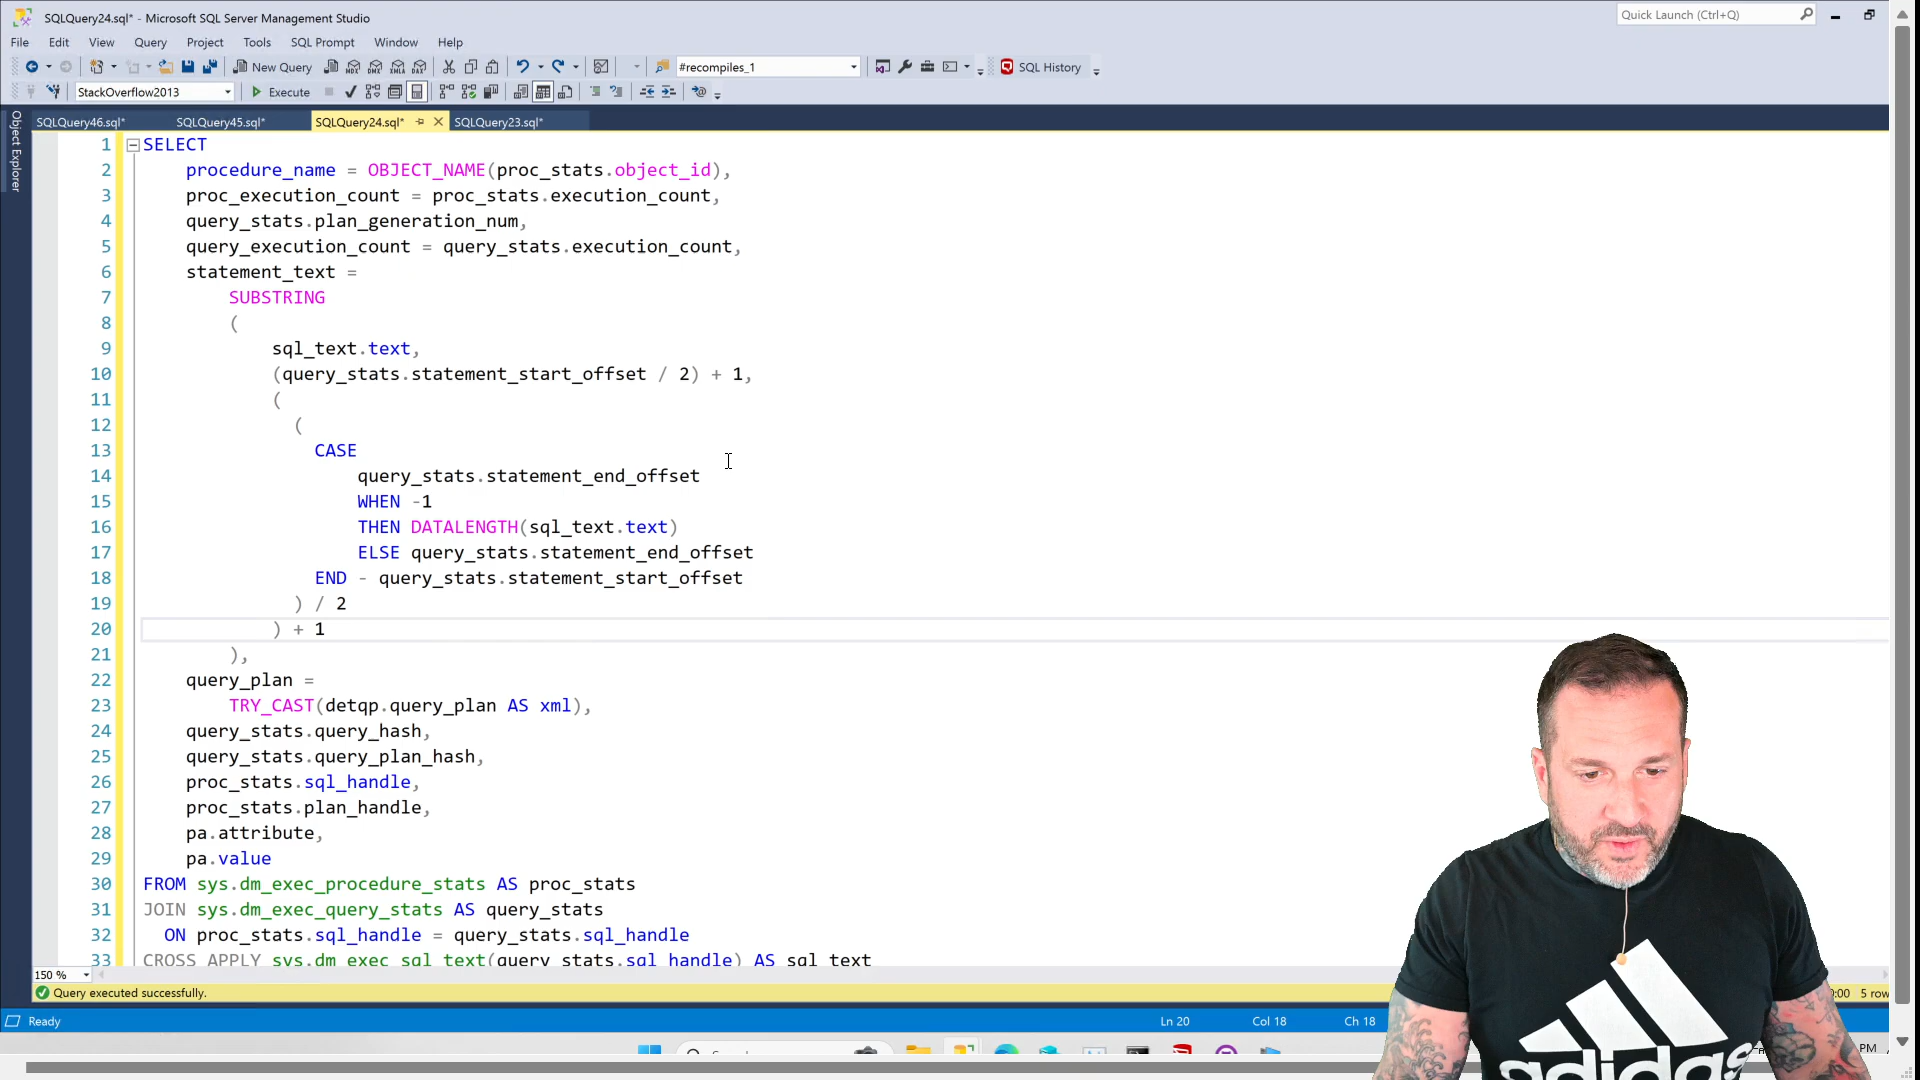 SQLQuery24.sql* - Microsoft SQL Server Management Studio
Quick Launch (Ctrl+Q)
File Edit View Query Project Tools SQL Prompt Window Help
New Query #recompiles_1 SQL History
StackOverflow2013 Execute
SQLQuery46.sql* SQLQuery45.sql* SQLQuery24.sql* SQLQuery23.sql*
Object Explorer
1 SELECT
2 procedure_name = OBJECT_NAME(proc_stats.object_id),
3 proc_execution_count = proc_stats.execution_count,
4 query_stats.plan_generation_num,
5 query_execution_count = query_stats.execution_count,
6 statement_text =
7 SUBSTRING
8 (
9 sql_text.text,
10 (query_stats.statement_start_offset / 2) + 1,
11 (
12 (
13 CASE
14 query_stats.statement_end_offset
15 WHEN -1
16 THEN DATALENGTH(sql_text.text)
17 ELSE query_stats.statement_end_offset
18 END - query_stats.statement_start_offset
19 ) / 2
20 ) + 1
21 ),
22 query_plan =
23 TRY_CAST(detqp.query_plan AS xml),
24 query_stats.query_hash,
25 query_stats.query_plan_hash,
26 proc_stats.sql_handle,
27 proc_stats.plan_handle,
28 pa.attribute,
29 pa.value
30 FROM sys.dm_exec_procedure_stats AS proc_stats
31 JOIN sys.dm_exec_query_stats AS query_stats
32 ON proc_stats.sql_handle = query_stats.sql_handle
33 CROSS APPLY sys.dm_exec_sql_text(query_stats.sql_handle) AS sql_text
150 %
Query executed successfully. :00 5 row
Ready Ln 20 Col 18 Ch 18
PM
adidas